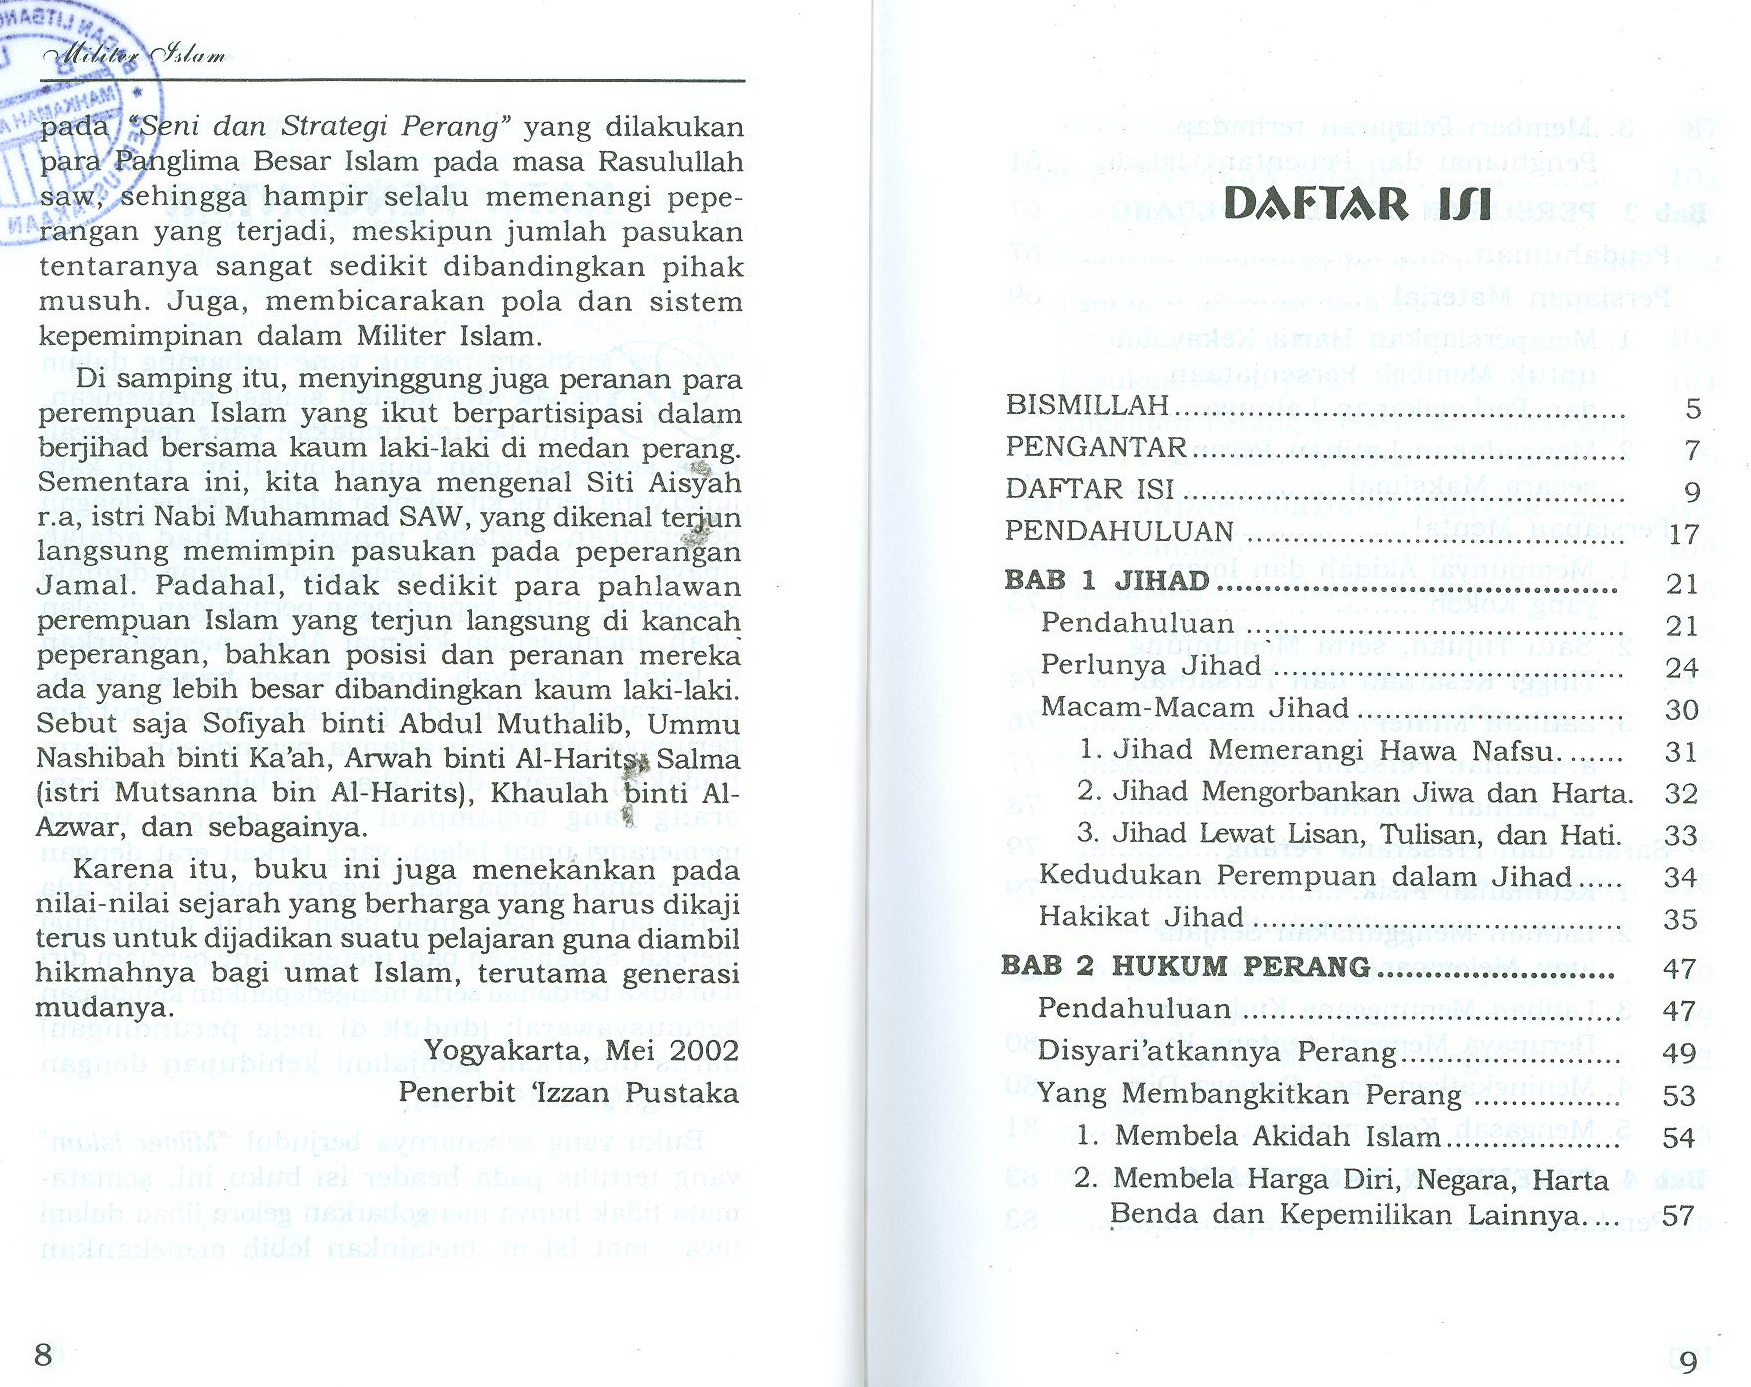 Militer Islam
pada "Seni dan Strategi Perang" yang dilakukan
para Panglima Besar Islam pada masa Rasulullah
saw, sehingga hampir selalu memenangi pepe-
rangan yang terjadi, meskipun jumlah pasukan
tentaranya sangat sedikit dibandingkan pihak
musuh. Juga, membicarakan pola dan sistem
kepemimpinan dalam Militer Islam.
Di samping itu, menyinggung juga peranan para
perempuan Islam yang ikut berpartisipasi dalam
berjihad bersama kaum laki-laki di medan perang.
Sementara ini, kita hanya mengenal Siti Aisyah
r.a, istri Nabi Muhammad SAW, yang dikenal terjun
langsung memimpin pasukan pada peperangan
Jamal. Padahal, tidak sedikit para pahlawan
perempuan Islam yang terjun langsung di kancah
peperangan, bahkan posisi dan peranan mereka
ada yang lebih besar dibandingkan kaum laki-laki.
Sebut saja Sofiyah binti Abdul Muthalib, Ummu
Nashibah binti Ka'ah, Arwah binti Al-Harits, Salma
(istri Mutsanna bin Al-Harits), Khaulah binti Al-
Azwar, dan sebagainya.
Karena itu, buku ini juga menekankan pada
nilai-nilai sejarah yang berharga yang harus dikaji
terus untuk dijadikan suatu pelajaran guna diambil
hikmahnya bagi umat Islam, terutama generasi
mudanya.
Yogyakarta, Mei 2002
Penerbit 'Izzan Pustaka
8
DAFTAR ISI
BISMILLAH ........ 5
PENGANTAR ........ 7
DAFTAR ISI ........ 9
PENDAHULUAN ........ 17
BAB 1 JIHAD ........ 21
Pendahuluan ........ 21
Perlunya Jihad ........ 24
Macam-Macam Jihad ........ 30
1. Jihad Memerangi Hawa Nafsu ........ 31
2. Jihad Mengorbankan Jiwa dan Harta. 32
3. Jihad Lewat Lisan, Tulisan, dan Hati. 33
Kedudukan Perempuan dalam Jihad ..... 34
Hakikat Jihad ........ 35
BAB 2 HUKUM PERANG ........ 47
Pendahuluan ........ 47
Disyari'atkannya Perang ........ 49
Yang Membangkitkan Perang ........ 53
1. Membela Akidah Islam ........ 54
2. Membela Harga Diri, Negara, Harta
Benda dan Kepemilikan Lainnya .... 57
9